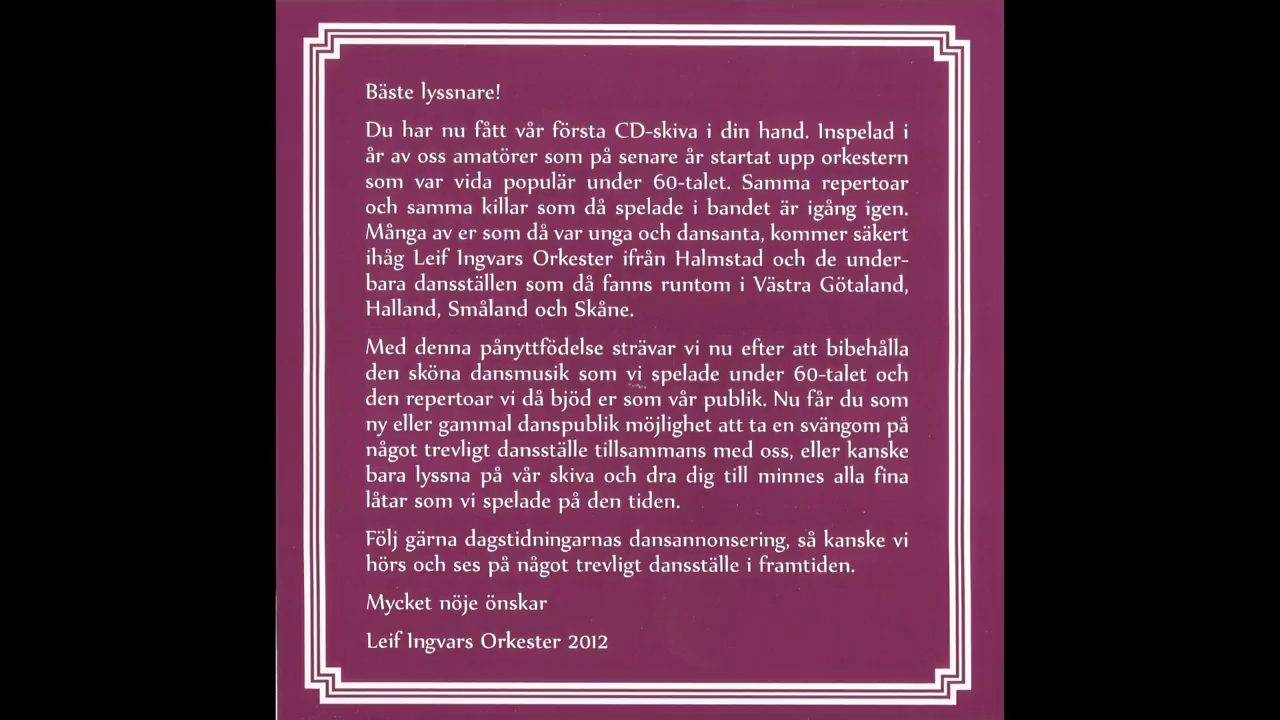 Bäste lyssnare!
Du har nu fått vår första CD-skiva i din hand. Inspelad i
år av oss amatörer som på senare år startat upp orkestern
som var vida populär under 60-talet. Samma repertoar
och samma killar som då spelade i bandet är igång igen.
Många av er som då var unga och dansanta, kommer säkert
ihåg Leif Ingvars Orkester ifrån Halmstad och de under-
bara dansställen som då fanns runtom i Västra Götaland,
Halland, Småland och Skåne.
Med denna pånyttfödelse strävar vi nu efter att bibehålla
den sköna dansmusik som vi spelade under 60-talet och
den repertoar vi då bjöd er som vår publik. Nu får du som
ny eller gammal danspublik möjlighet att ta en svängom på
något trevligt dansställe tillsammans med oss, eller kanske
bara lyssna på vår skiva och dra dig till minnes alla fina
låtar som vi spelade på den tiden.
Följ gärna dagstidningarnas dansannonsering, så kanske vi
hörs och ses på något trevligt dansställe i framtiden.
Mycket nöje önskar
Leif Ingvars Orkester 2012